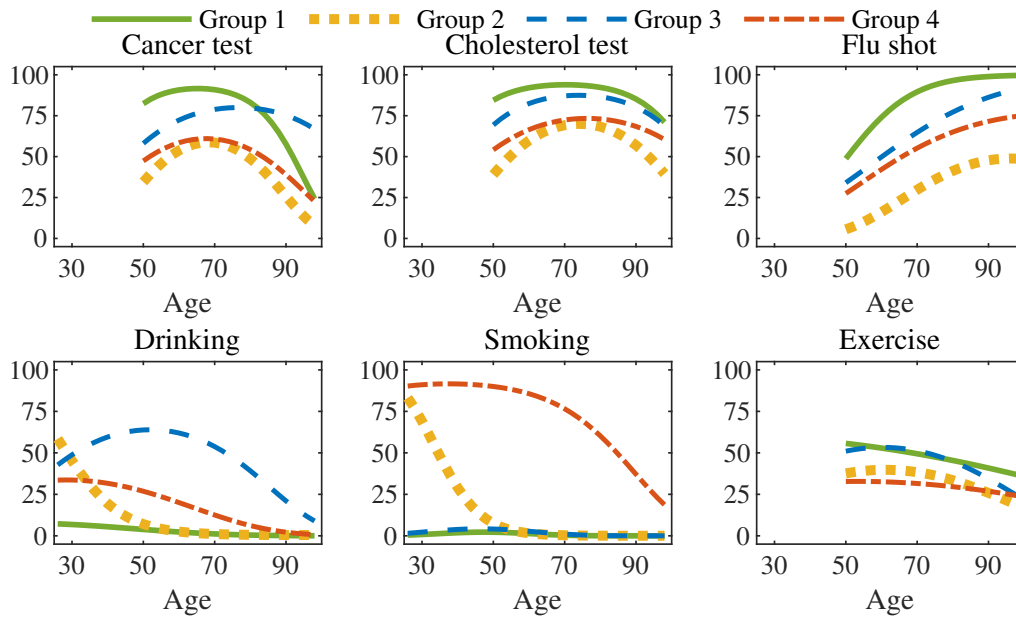 Group 1 Group 2 Group 3 Group 4
Cancer test Cholesterol test Flu shot
100 100 100
75 75 75
50 50 50
25 25 25
0 0 0
30 50 70 90 30 50 70 90 30 50 70 90
Age Age Age
Drinking Smoking Exercise
100 100 100
75 75 75
50 50 50
25 25 25
0 0 0
30 50 70 90 30 50 70 90 30 50 70 90
Age Age Age